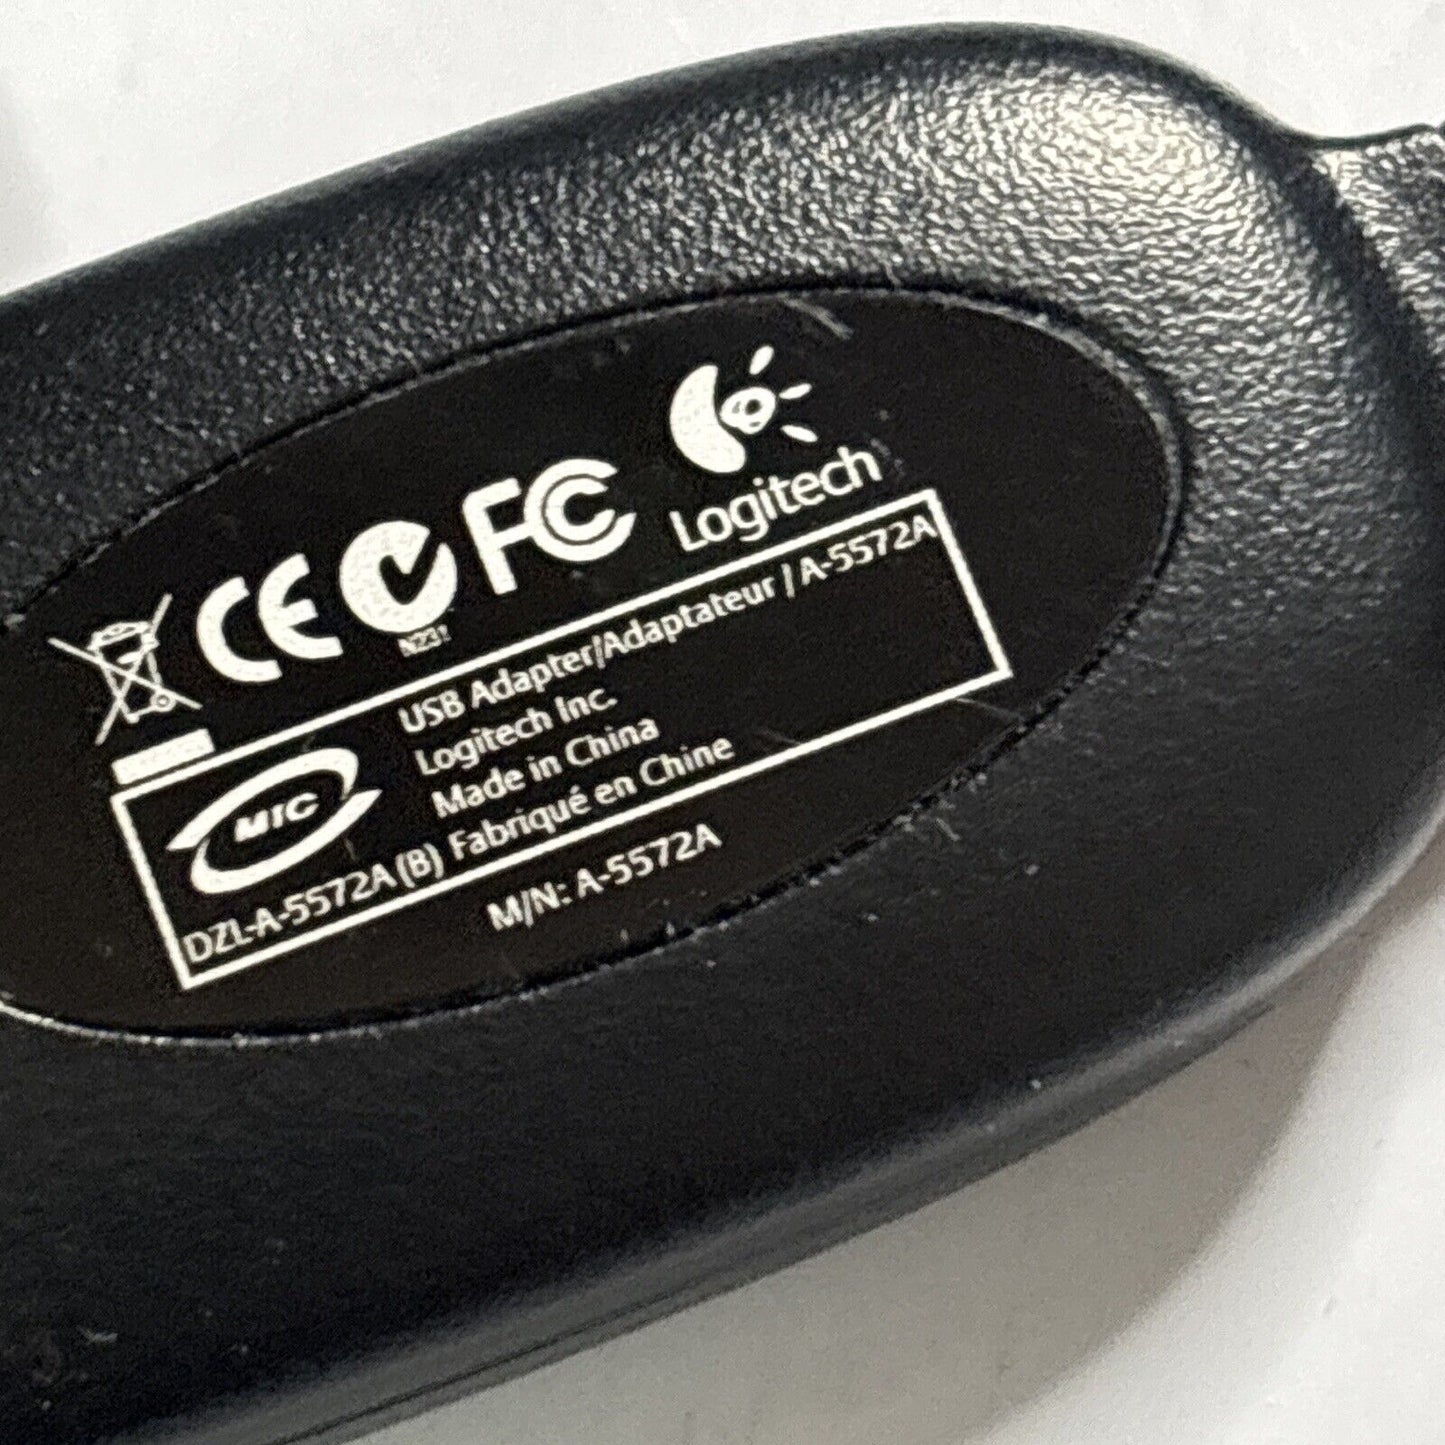 CE N231 FC Logitech
USB Adapter/Adaptateur / A-5572A
Logitech Inc.
Made in China
MIC
DZL-A-5572A (B) Fabriqué en Chine
M/N: A-5572A